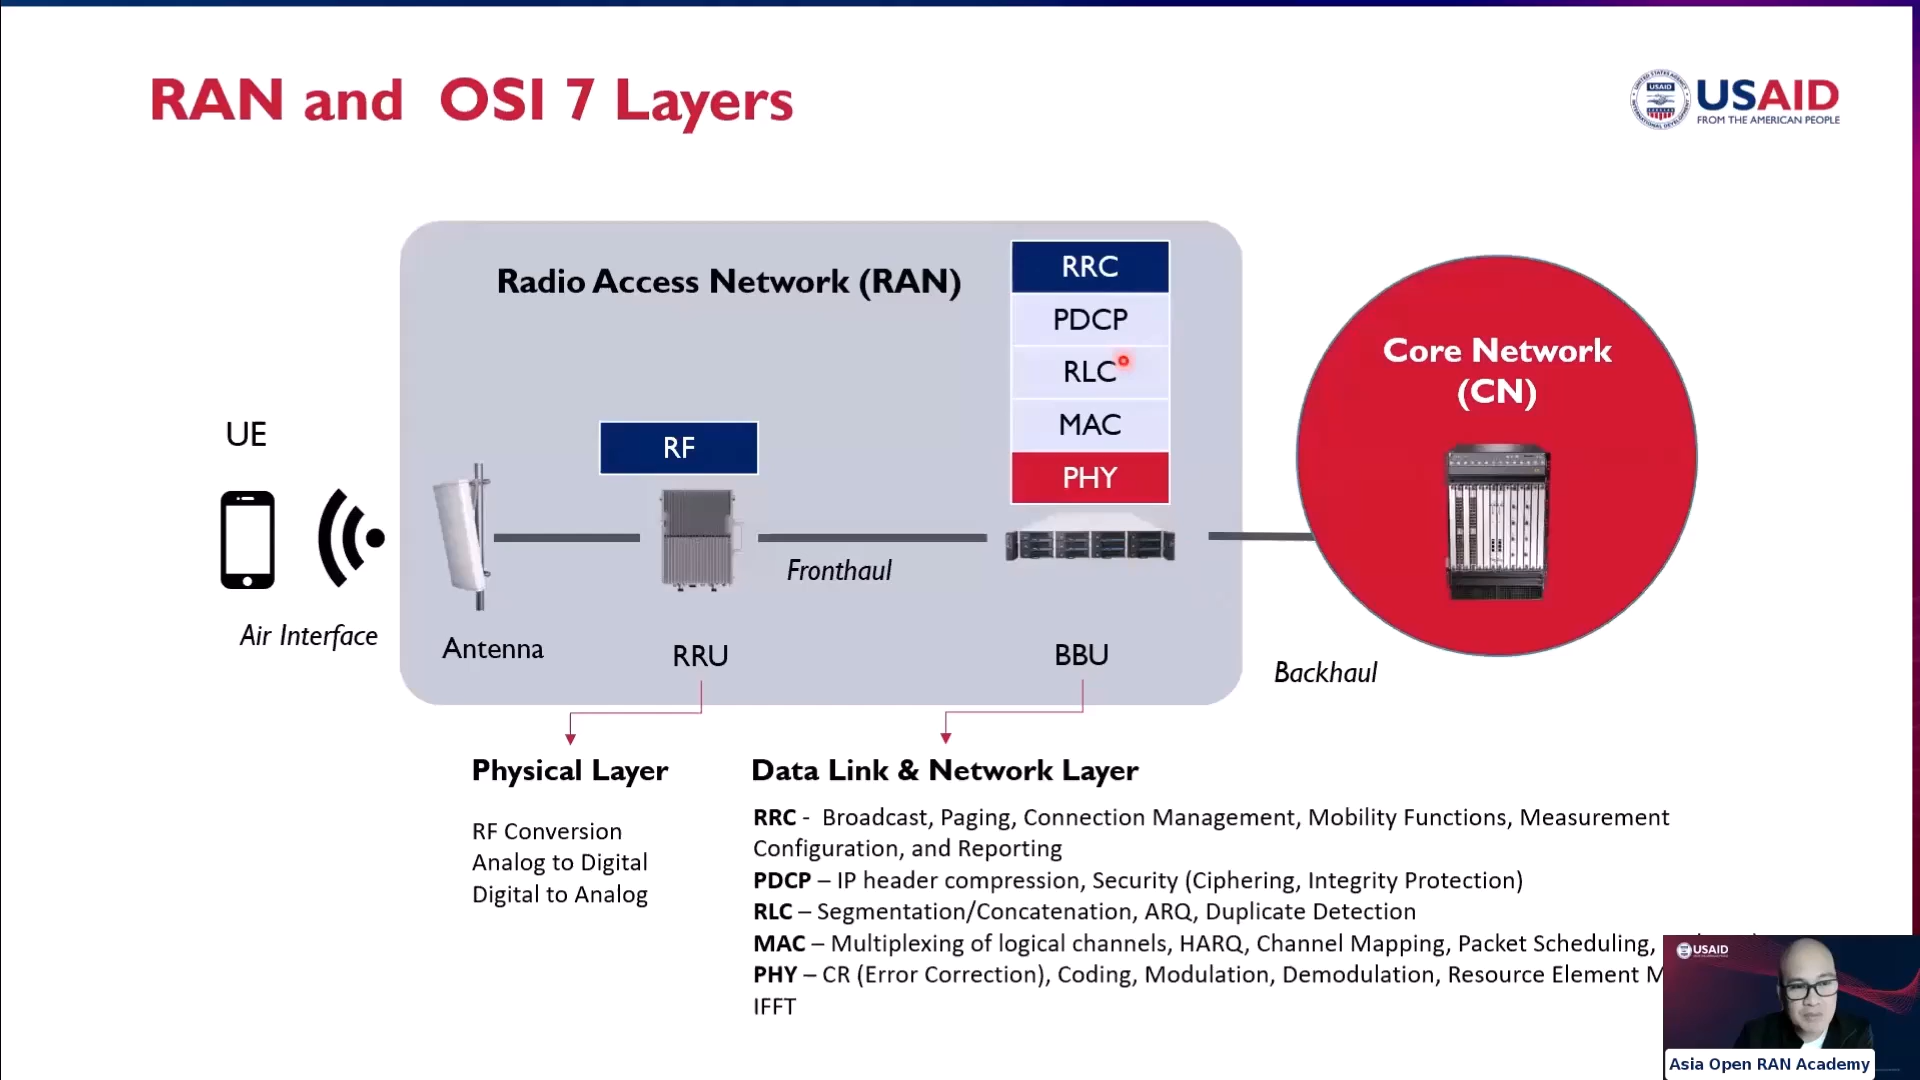 RAN and OSI 7 Layers
USAID
FROM THE AMERICAN PEOPLE
Radio Access Network (RAN)
RRC
PDCP
RLC
MAC
PHY
RF
Core Network
(CN)
UE
Fronthaul
Air Interface
Antenna
RRU
BBU
Backhaul
Physical Layer
RF Conversion
Analog to Digital
Digital to Analog
Data Link & Network Layer
RRC - Broadcast, Paging, Connection Management, Mobility Functions, Measurement
Configuration, and Reporting
PDCP – IP header compression, Security (Ciphering, Integrity Protection)
RLC – Segmentation/Concatenation, ARQ, Duplicate Detection
MAC – Multiplexing of logical channels, HARQ, Channel Mapping, Packet Scheduling,
PHY – CR (Error Correction), Coding, Modulation, Demodulation, Resource Element M
IFFT
USAID
Asia Open RAN Academy